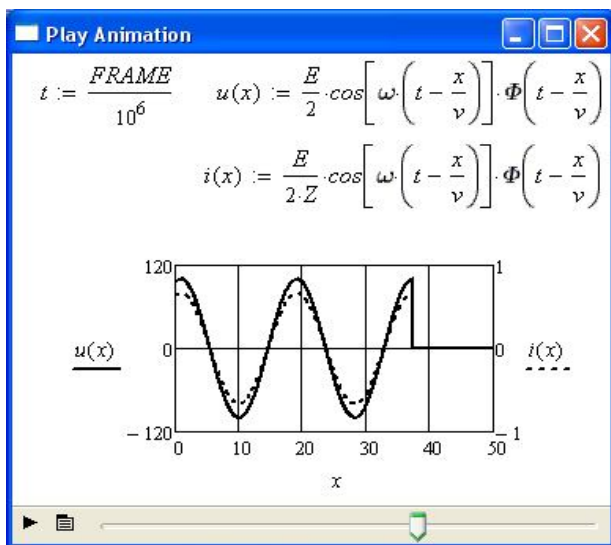 Play Animation
t := FRAME / 10^6 u(x) := E/2 · cos[ω·(t − x/v)] · Φ(t − x/v)
i(x) := E/(2·Z) · cos[ω·(t − x/v)] · Φ(t − x/v)
120 1
u(x) 0 0 i(x)
−120 −1
0 10 20 30 40 50
x